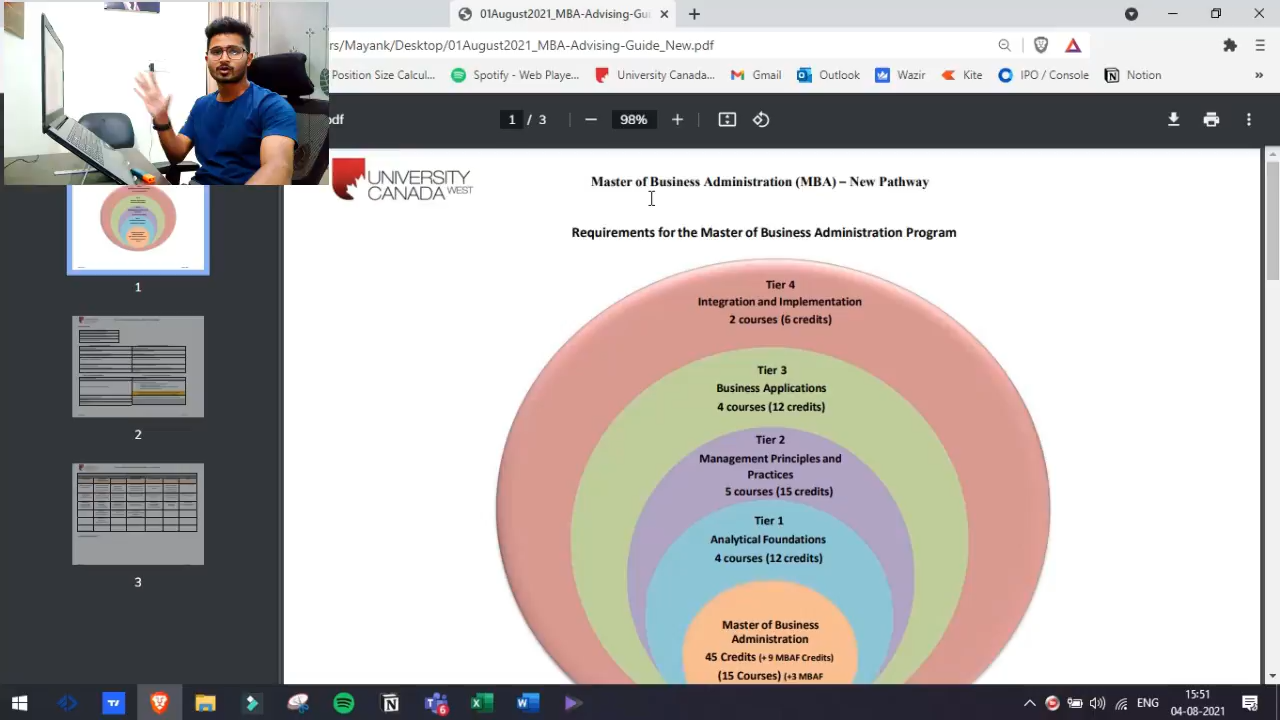 01August2021_MBA-Advising-Gui
rs/Mayank/Desktop/01August2021_MBA-Advising-Guide_New.pdf
Position Size Calcul...
Spotify - Web Playe...
University Canada...
Gmail
Outlook
Wazir
Kite
IPO / Console
Notion
»
pdf
1 / 3
98%
UNIVERSITY
CANADA WEST
Master of Business Administration (MBA) – New Pathway
Requirements for the Master of Business Administration Program
Tier 4
Integration and Implementation
2 courses (6 credits)
Tier 3
Business Applications
4 courses (12 credits)
Tier 2
Management Principles and
Practices
5 courses (15 credits)
Tier 1
Analytical Foundations
4 courses (12 credits)
Master of Business
Administration
45 Credits (+ 9 MBAF Credits)
(15 Courses) (+3 MBAF
1
2
3
ENG
15:51
04-08-2021